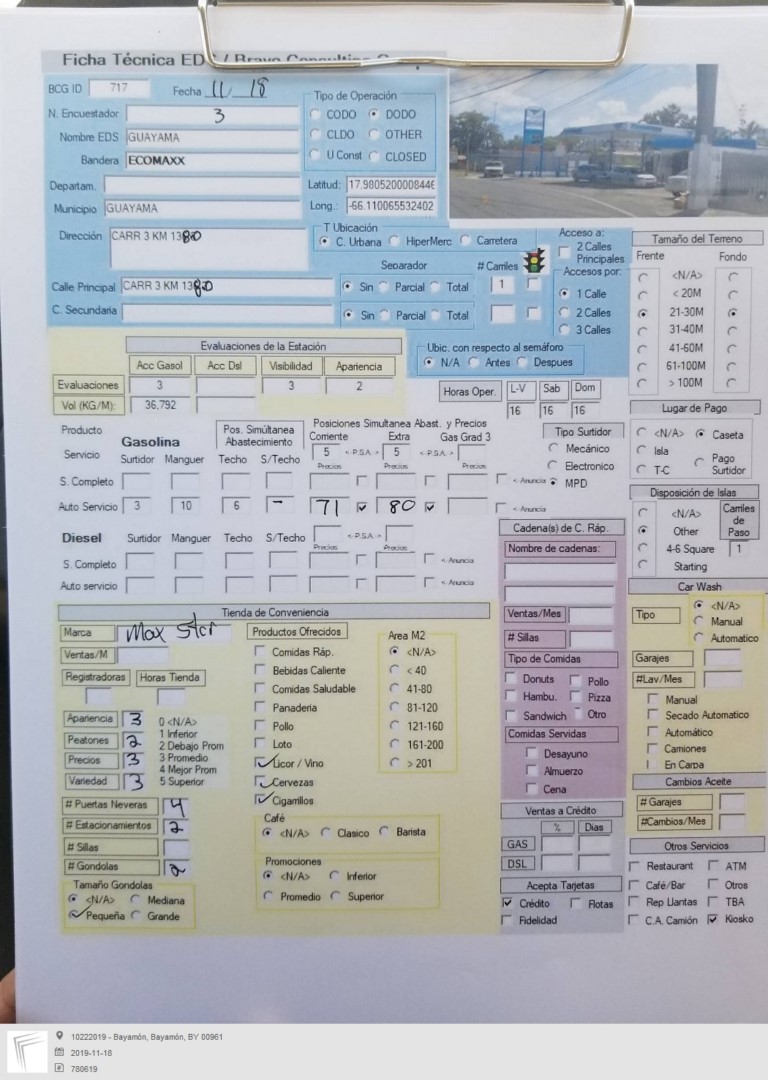 Ficha Técnica EDS / Bravo Consulting
BCG ID 717 Fecha 11/18
N. Encuestador 3
Nombre EDS GUAYAMA
Bandera ECOMAXX
Departam.
Municipio GUAYAMA
Tipo de Operación
CODO DODO
CLDO OTHER
U Const CLOSED
Latitud: 17.980520000844
Long.: -66.110065532402
Dirección CARR 3 KM 1380
Calle Principal CARR 3 KM 1380
C. Secundaria
T Ubicación
C. Urbana HiperMerc Carretera
Separador # Carriles
Sin Parcial Total 1
Sin Parcial Total
Acceso a:
2 Calles Principales
Accesos por:
1 Calle
2 Calles
3 Calles
Ubic. con respecto al semáforo
N/A Antes Despues
Tamaño del Terreno
Frente Fondo
<N/A>
< 20M
21-30M
31-40M
41-60M
61-100M
> 100M
Evaluaciones de la Estación
Acc Gasol Acc Dsl Visibilidad Apariencia
Evaluaciones 3 3 2
Vol (KG/M): 36,792
Horas Oper. L-V Sab Dom
16 16 16
Producto
Servicio
Gasolina
Surtidor Manguer
Pos. Simúltanea Abastecimiento
Techo S/Techo
Posiciones Simultanea Abast. y Precios
Corriente Extra Gas Grad 3
5 <-P.S.A.-> 5 <-P.S.A.->
Precios Precios Precios
S. Completo <- Anuncia
Auto Servicio 3 10 6 - 71 80 <- Anuncia
Tipo Surtidor
Mecánico
Electronico
MPD
Lugar de Pago
<N/A> Caseta
Isla
T-C Pago Surtidor
Disposición de Islas
<N/A>
Other
4-6 Square
Starting
Carriles de Paso
1
Diesel Surtidor Manguer Techo S/Techo <-P.S.A.->
Precios Precios
S. Completo <- Anuncia
Auto servicio <- Anuncia
Cadena(s) de C. Ráp.
Nombre de cadenas:
Ventas/Mes
# Sillas
Tipo de Comidas
Donuts Pollo
Hambu. Pizza
Sandwich Otro
Comidas Servidas
Desayuno
Almuerzo
Cena
Car Wash
Tipo <N/A>
Manual
Automatico
Garajes
#Lav/Mes
Manual
Secado Automatico
Automático
Camiones
En Carpa
Cambios Aceite
# Garajes
#Cambios/Mes
Tienda de Conveniencia
Marca Max Stor
Ventas/M
Registradoras Horas Tienda
Apariencia 3
Peatones 2
Precios 3
Variedad 3
0 <N/A>
1 Inferior
2 Debajo Prom
3 Promedio
4 Mejor Prom
5 Superior
# Puertas Neveras 4
# Estacionamientos 2
# Sillas
# Gondolas 2
Tamaño Gondolas
<N/A> Mediana
Pequeña Grande
Productos Ofrecidos
Comidas Ráp.
Bebidas Caliente
Comidas Saludable
Panaderia
Pollo
Loto
Licor / Vino
Cervezas
Cigarrillos
Area M2
<N/A>
< 40
41-80
81-120
121-160
161-200
> 201
Café
<N/A> Clasico Barista
Promociones
<N/A> Inferior
Promedio Superior
Ventas a Crédito
% Dias
GAS
DSL
Acepta Tarjetas
Crédito Flotas
Fidelidad
Otros Servicios
Restaurant ATM
Café/Bar Otros
Rep Llantas TBA
C.A. Camión Kiosko
10222019 - Bayamón, Bayamón, BY 00961
2019-11-18
780619